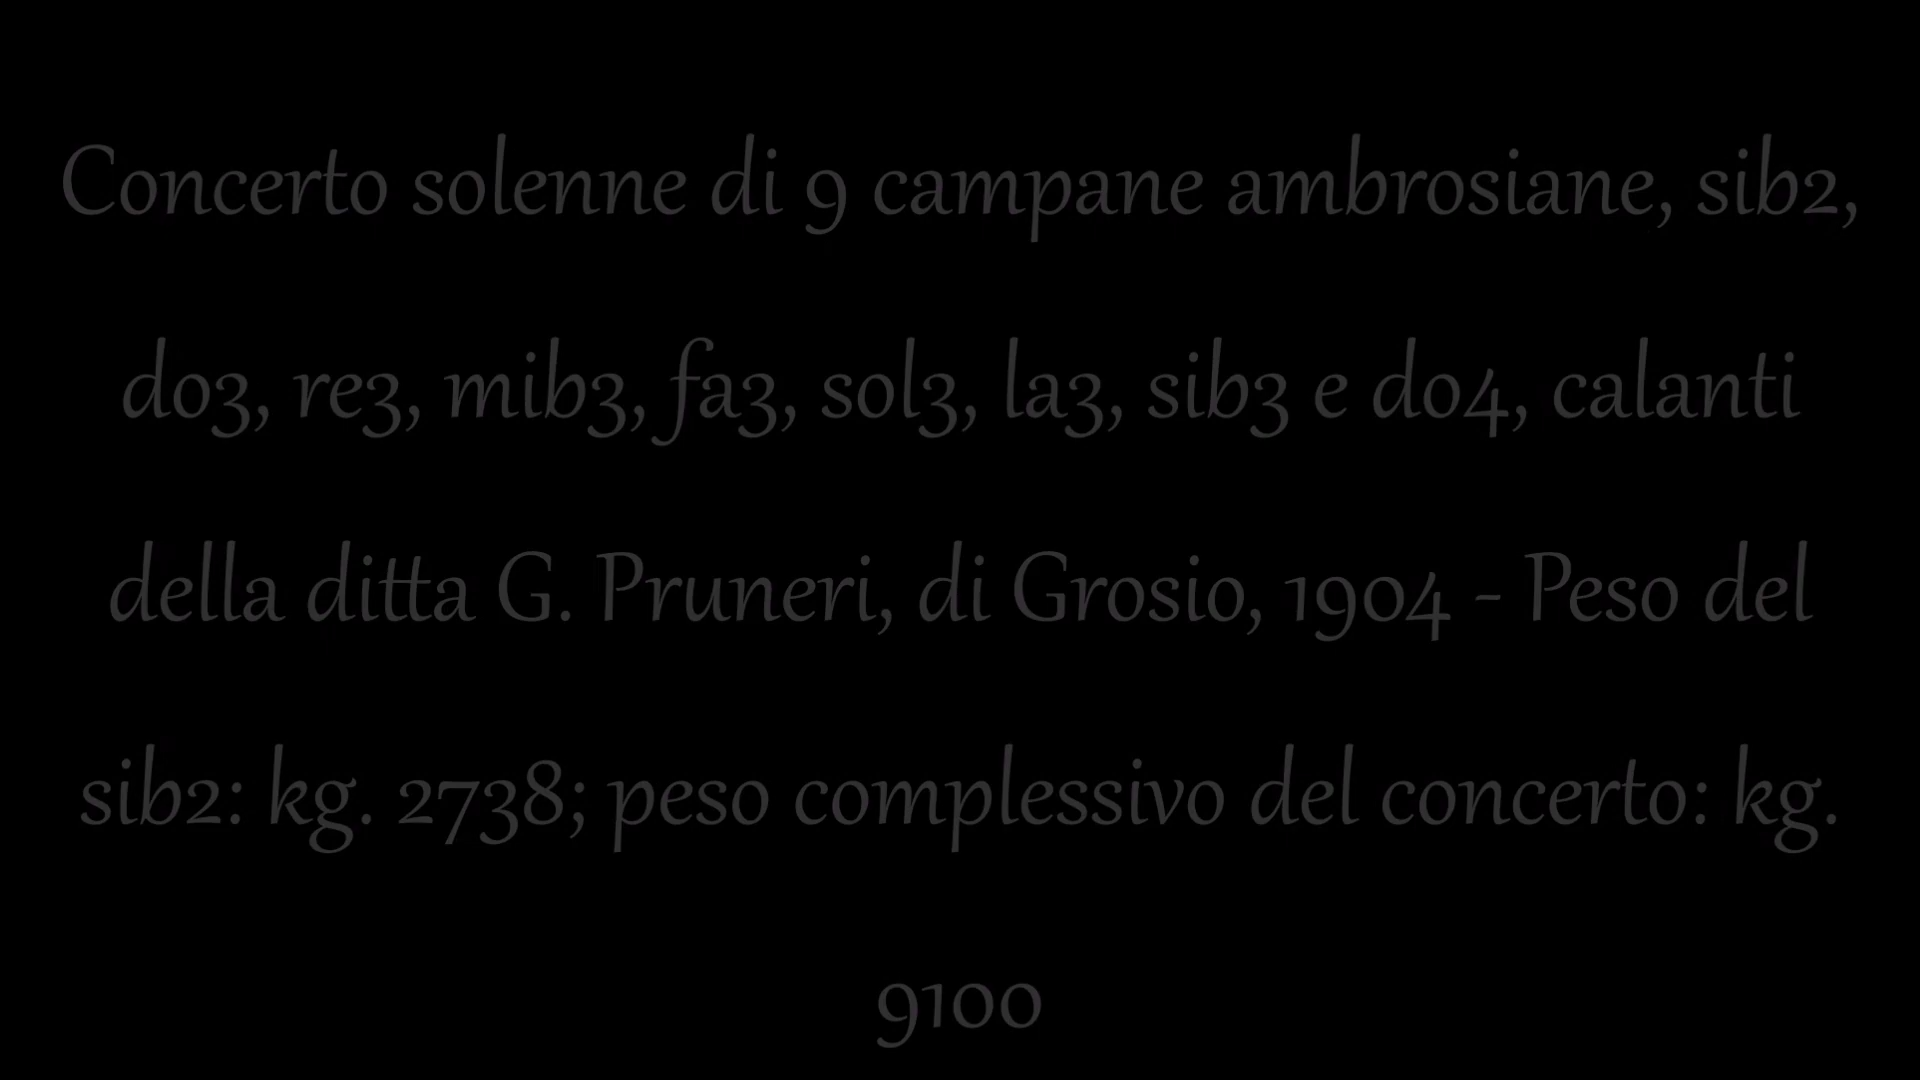 Concerto solenne di 9 campane ambrosiane, sib2,
do3, re3, mib3, fa3, sol3, la3, sib3 e do4, calanti
della ditta G. Pruneri, di Grosio, 1904 - Peso del
sib2: kg. 2738; peso complessivo del concerto: kg.
9100